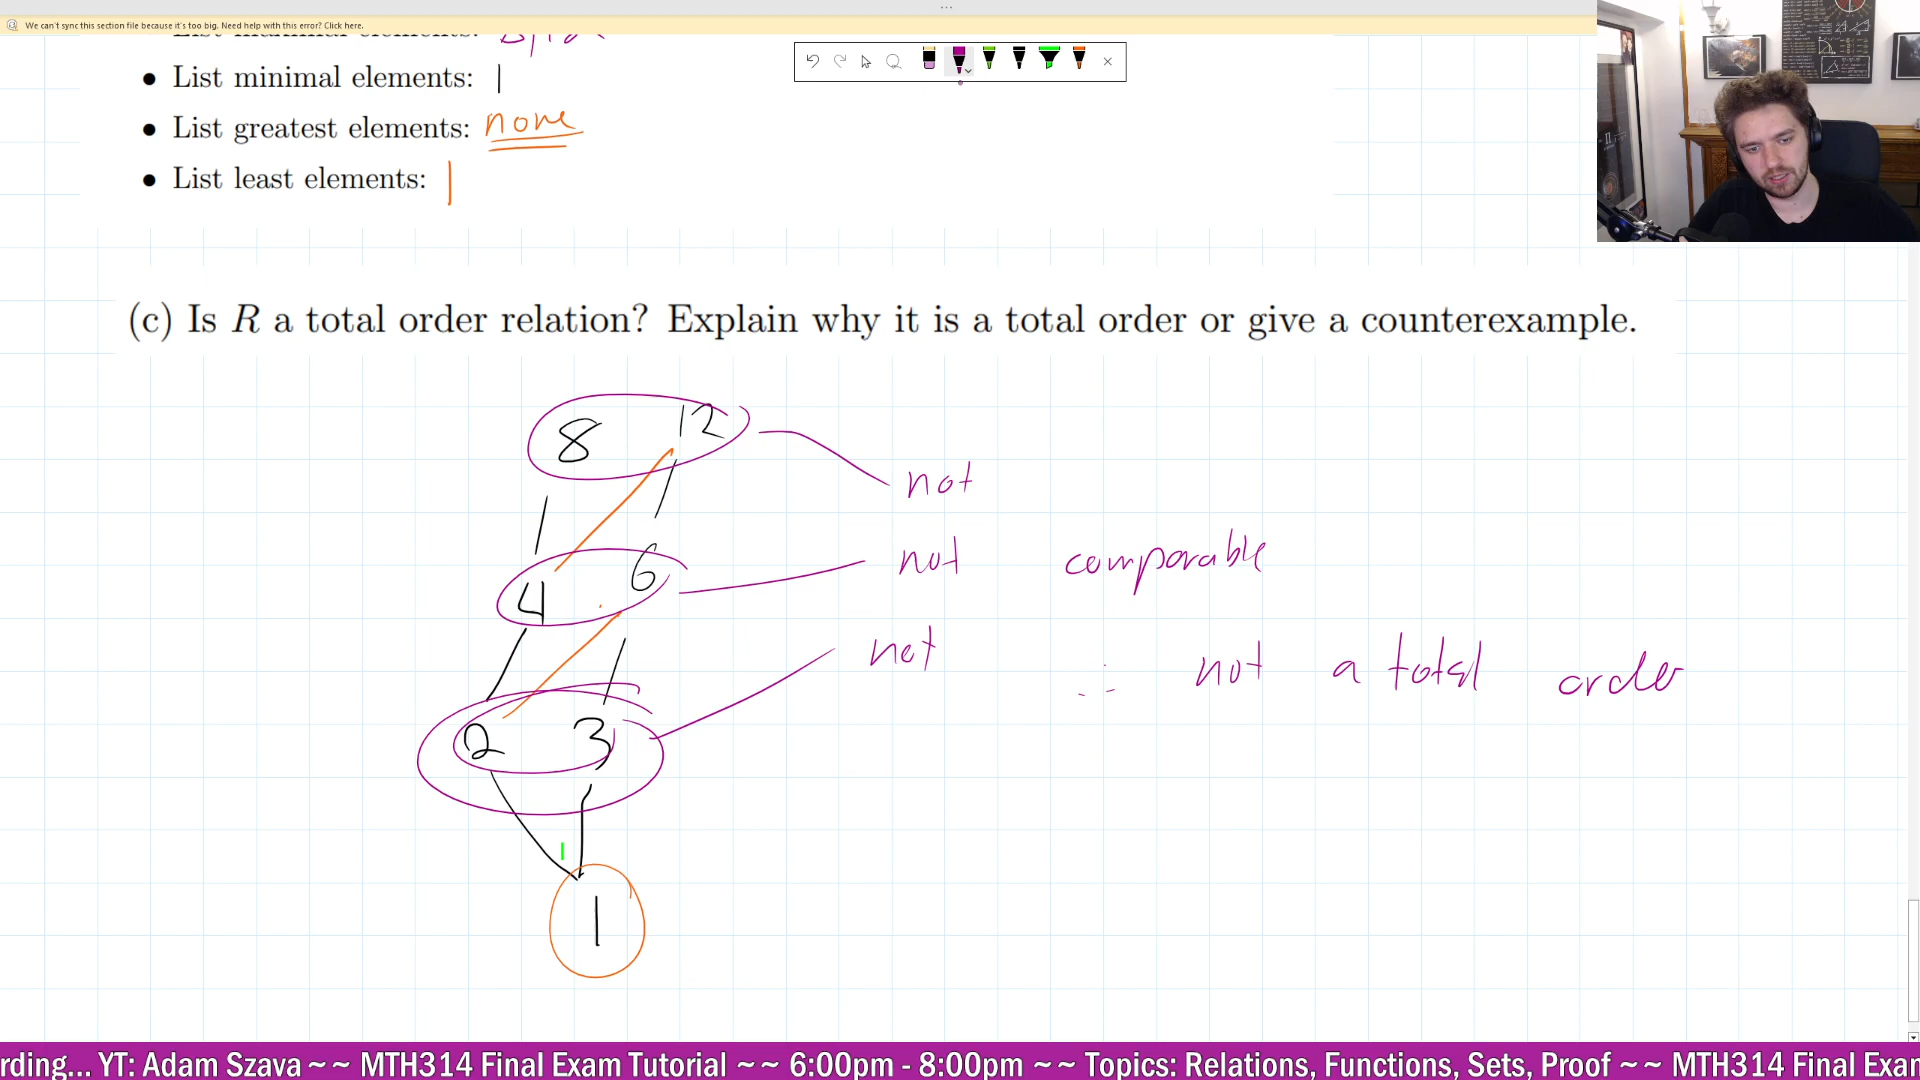 We can't sync this section file because it's too big. Need help with this error? Click here.
• List minimal elements: 1
• List greatest elements: none
• List least elements: 1
(c) Is R a total order relation? Explain why it is a total order or give a counterexample.
8 12
not
4 6
not comparable
2 3
not
∴ not a total order
1
rding... YT: Adam Szava ~~ MTH314 Final Exam Tutorial ~~ 6:00pm - 8:00pm ~~ Topics: Relations, Functions, Sets, Proof ~~ MTH314 Final Exar